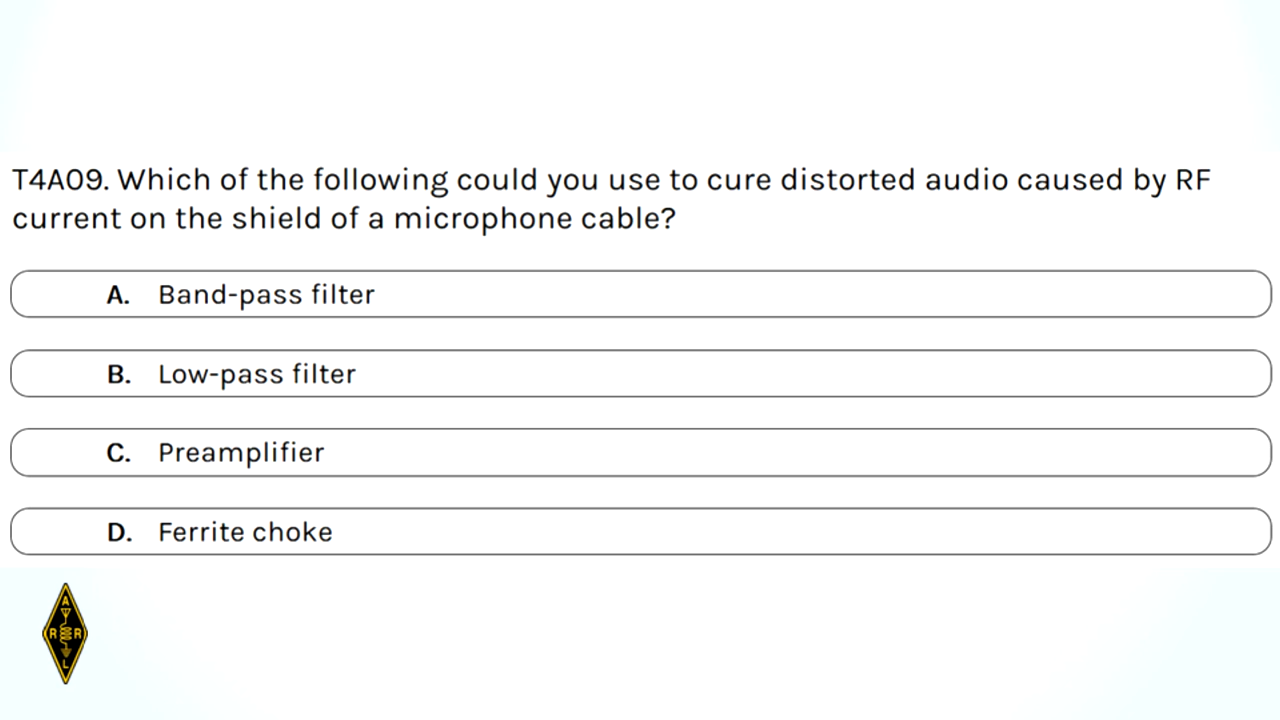 T4A09. Which of the following could you use to cure distorted audio caused by RF
current on the shield of a microphone cable?
A. Band-pass filter
B. Low-pass filter
C. Preamplifier
D. Ferrite choke
A
R R
L